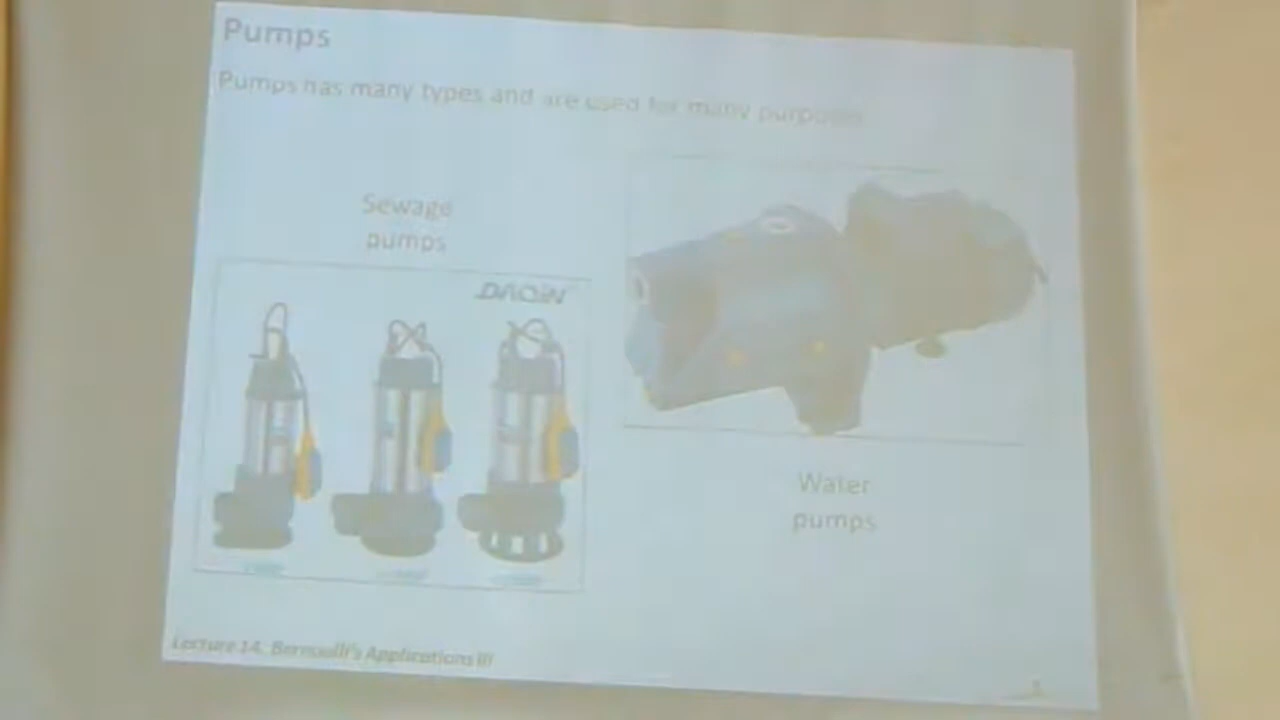 Pumps
Pumps has many types and are used for many purposes
Sewage
pumps
Water
pumps
Lecture 14. Bernoulli's Applications III